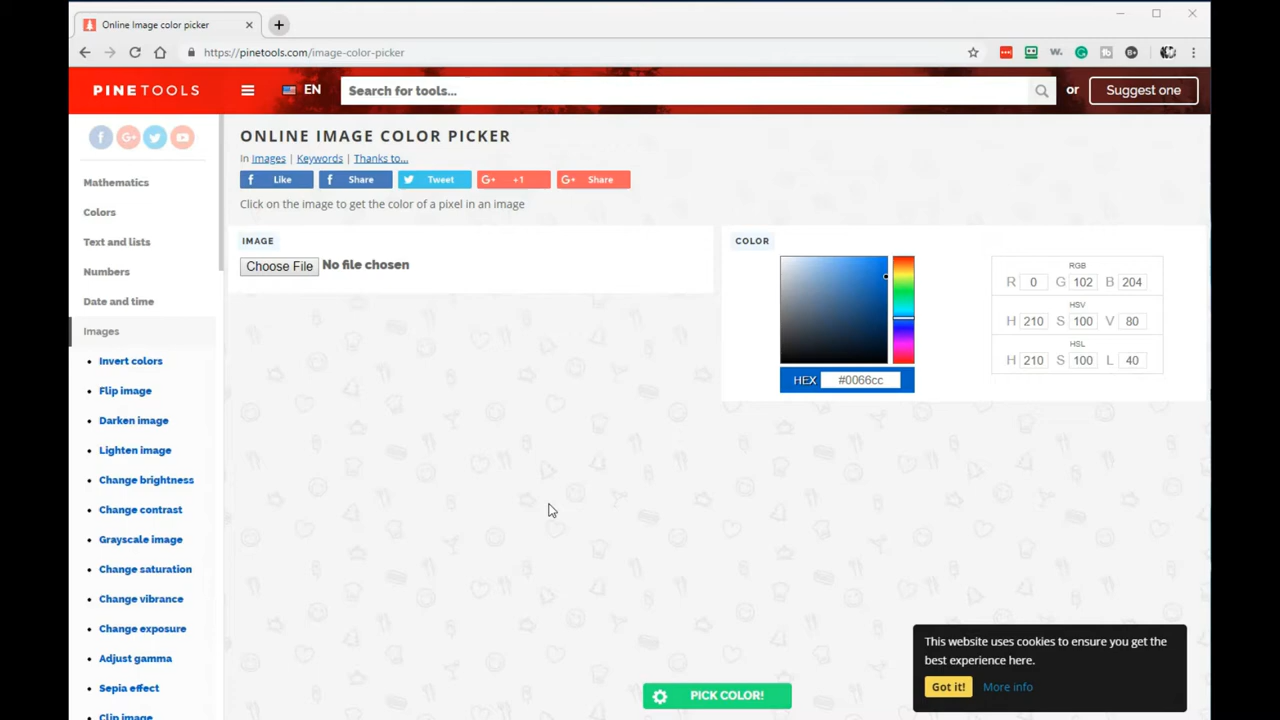 Online Image color picker
https://pinetools.com/image-color-picker
PINETOOLS
EN
Search for tools...
or
Suggest one
ONLINE IMAGE COLOR PICKER
In Images | Keywords | Thanks to...
Like
Share
Tweet
+1
Share
Click on the image to get the color of a pixel in an image
Mathematics
Colors
Text and lists
Numbers
Date and time
Images
Invert colors
Flip image
Darken image
Lighten image
Change brightness
Change contrast
Grayscale image
Change saturation
Change vibrance
Change exposure
Adjust gamma
Sepia effect
Clip image
IMAGE
Choose File No file chosen
COLOR
HEX #0066cc
RGB
R 0 G 102 B 204
HSV
H 210 S 100 V 80
HSL
H 210 S 100 L 40
PICK COLOR!
This website uses cookies to ensure you get the
best experience here.
Got it! More info